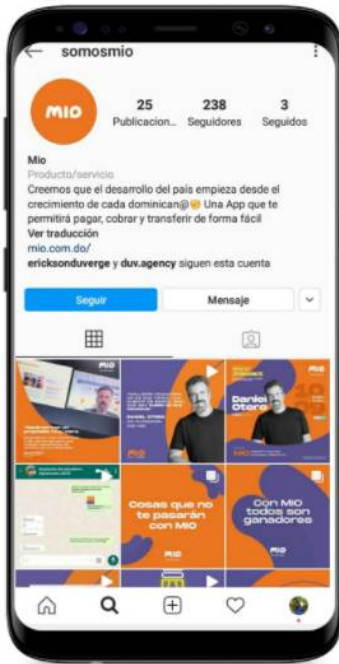 somosmio
MIO
25
238
3
Publicacion...
Seguidores
Seguidos
Mio
Producto/servicio
Creemos que el desarrollo del país empieza desde el
crecimiento de cada dominican@ Una App que te
permitirá pagar, cobrar y transferir de forma fácil
Ver traducción
mio.com.do/
ericksonduverge y duv.agency siguen esta cuenta
Seguir
Mensaje
MIO
Daniel
Otero
MIO
Cosas que no
te pasarán
con MIO
MIO
Con MIO
todos son
ganadores
MIO